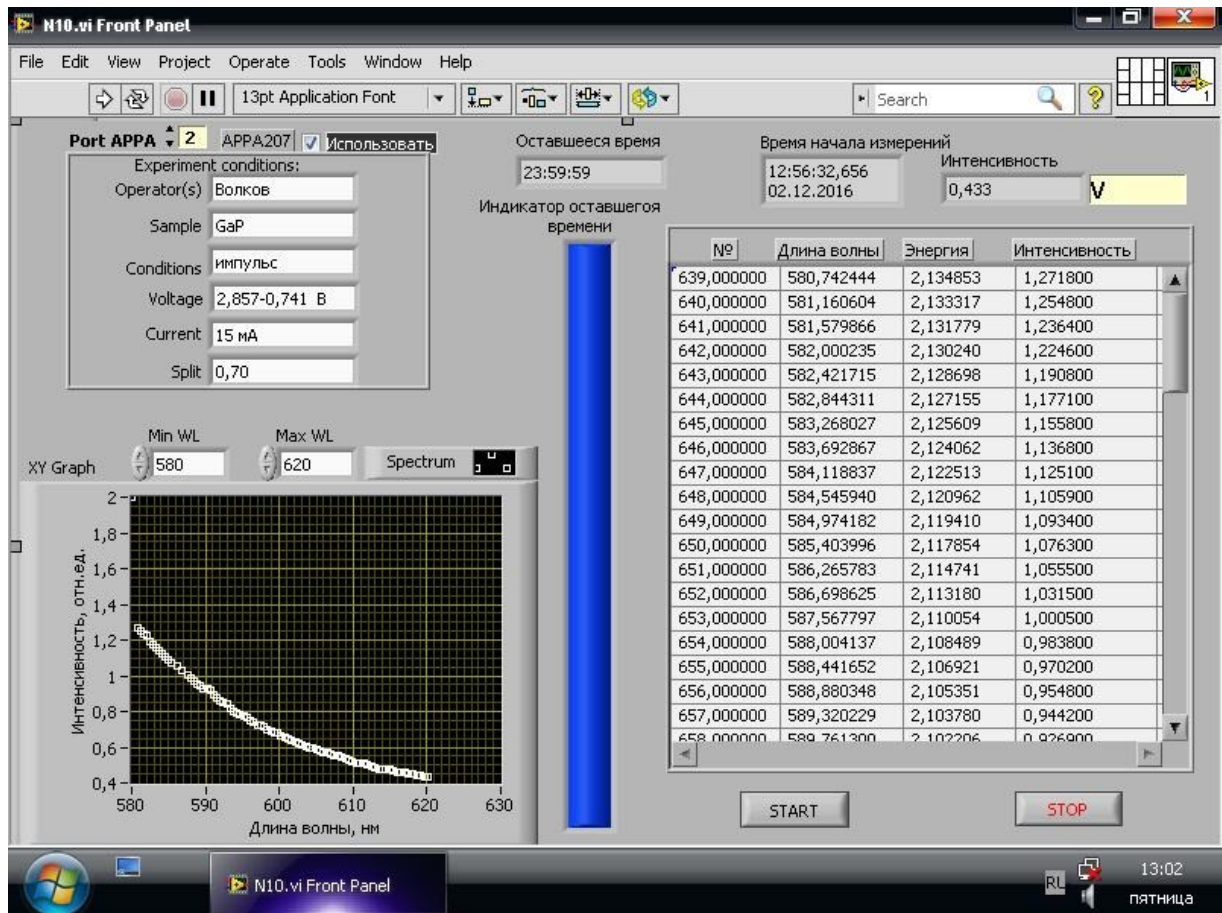 N10.vi Front Panel
File Edit View Project Operate Tools Window Help
13pt Application Font
Search
1
Port APPA 2 APPA207 Использовать
Experiment conditions:
Operator(s) Волков
Sample GaP
Conditions импульс
Voltage 2,857-0,741 В
Current 15 мА
Split 0,70
Оставшееся время
23:59:59
Индикатор оставшегоя
времени
Время начала измерений
12:56:32,656
02.12.2016
Интенсивность
0,433
V
Min WL Max WL
580 620
XY Graph
Spectrum
2
1,8
1,6
1,4
1,2
1
0,8
0,6
0,4
Интенсивность, отн.ед.
580 590 600 610 620 630
Длина волны, нм
№ Длина волны Энергия Интенсивность
639,000000 580,742444 2,134853 1,271800
640,000000 581,160604 2,133317 1,254800
641,000000 581,579866 2,131779 1,236400
642,000000 582,000235 2,130240 1,224600
643,000000 582,421715 2,128698 1,190800
644,000000 582,844311 2,127155 1,177100
645,000000 583,268027 2,125609 1,155800
646,000000 583,692867 2,124062 1,136800
647,000000 584,118837 2,122513 1,125100
648,000000 584,545940 2,120962 1,105900
649,000000 584,974182 2,119410 1,093400
650,000000 585,403996 2,117854 1,076300
651,000000 586,265783 2,114741 1,055500
652,000000 586,698625 2,113180 1,031500
653,000000 587,567797 2,110054 1,000500
654,000000 588,004137 2,108489 0,983800
655,000000 588,441652 2,106921 0,970200
656,000000 588,880348 2,105351 0,954800
657,000000 589,320229 2,103780 0,944200
658,000000 589,761300 2,102206 0,926900
START
STOP
N10.vi Front Panel
RU
13:02
пятница